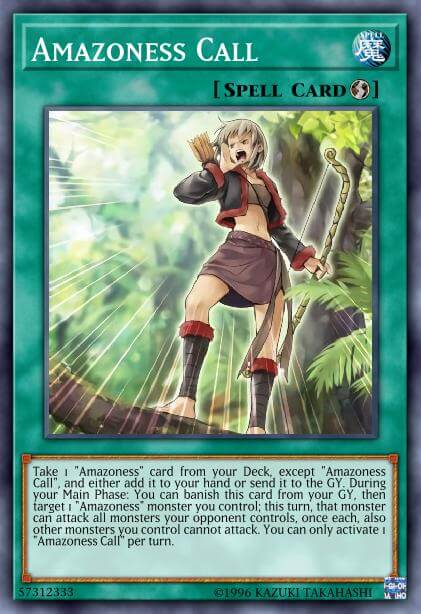 AMAZONESS CALL
SPELL
魔
[SPELL CARD]
Take 1 "Amazoness" card from your Deck, except "Amazoness
Call", and either add it to your hand or send it to the GY. During
your Main Phase: You can banish this card from your GY, then
target 1 "Amazoness" monster you control; this turn, that monster
can attack all monsters your opponent controls, once each, also
other monsters you control cannot attack. You can only activate 1
"Amazoness Call" per turn.
57312333
©1996 KAZUKI TAKAHASHI